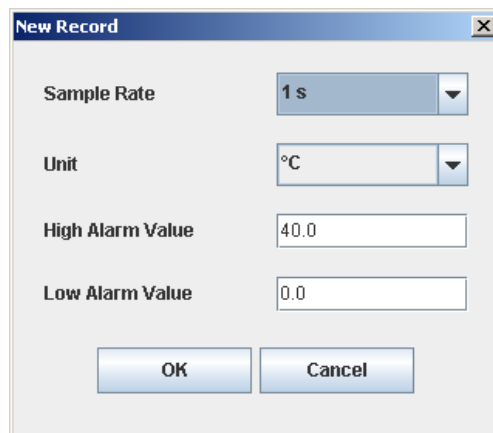 New Record
Sample Rate 1 s
Unit °C
High Alarm Value 40.0
Low Alarm Value 0.0
OK Cancel